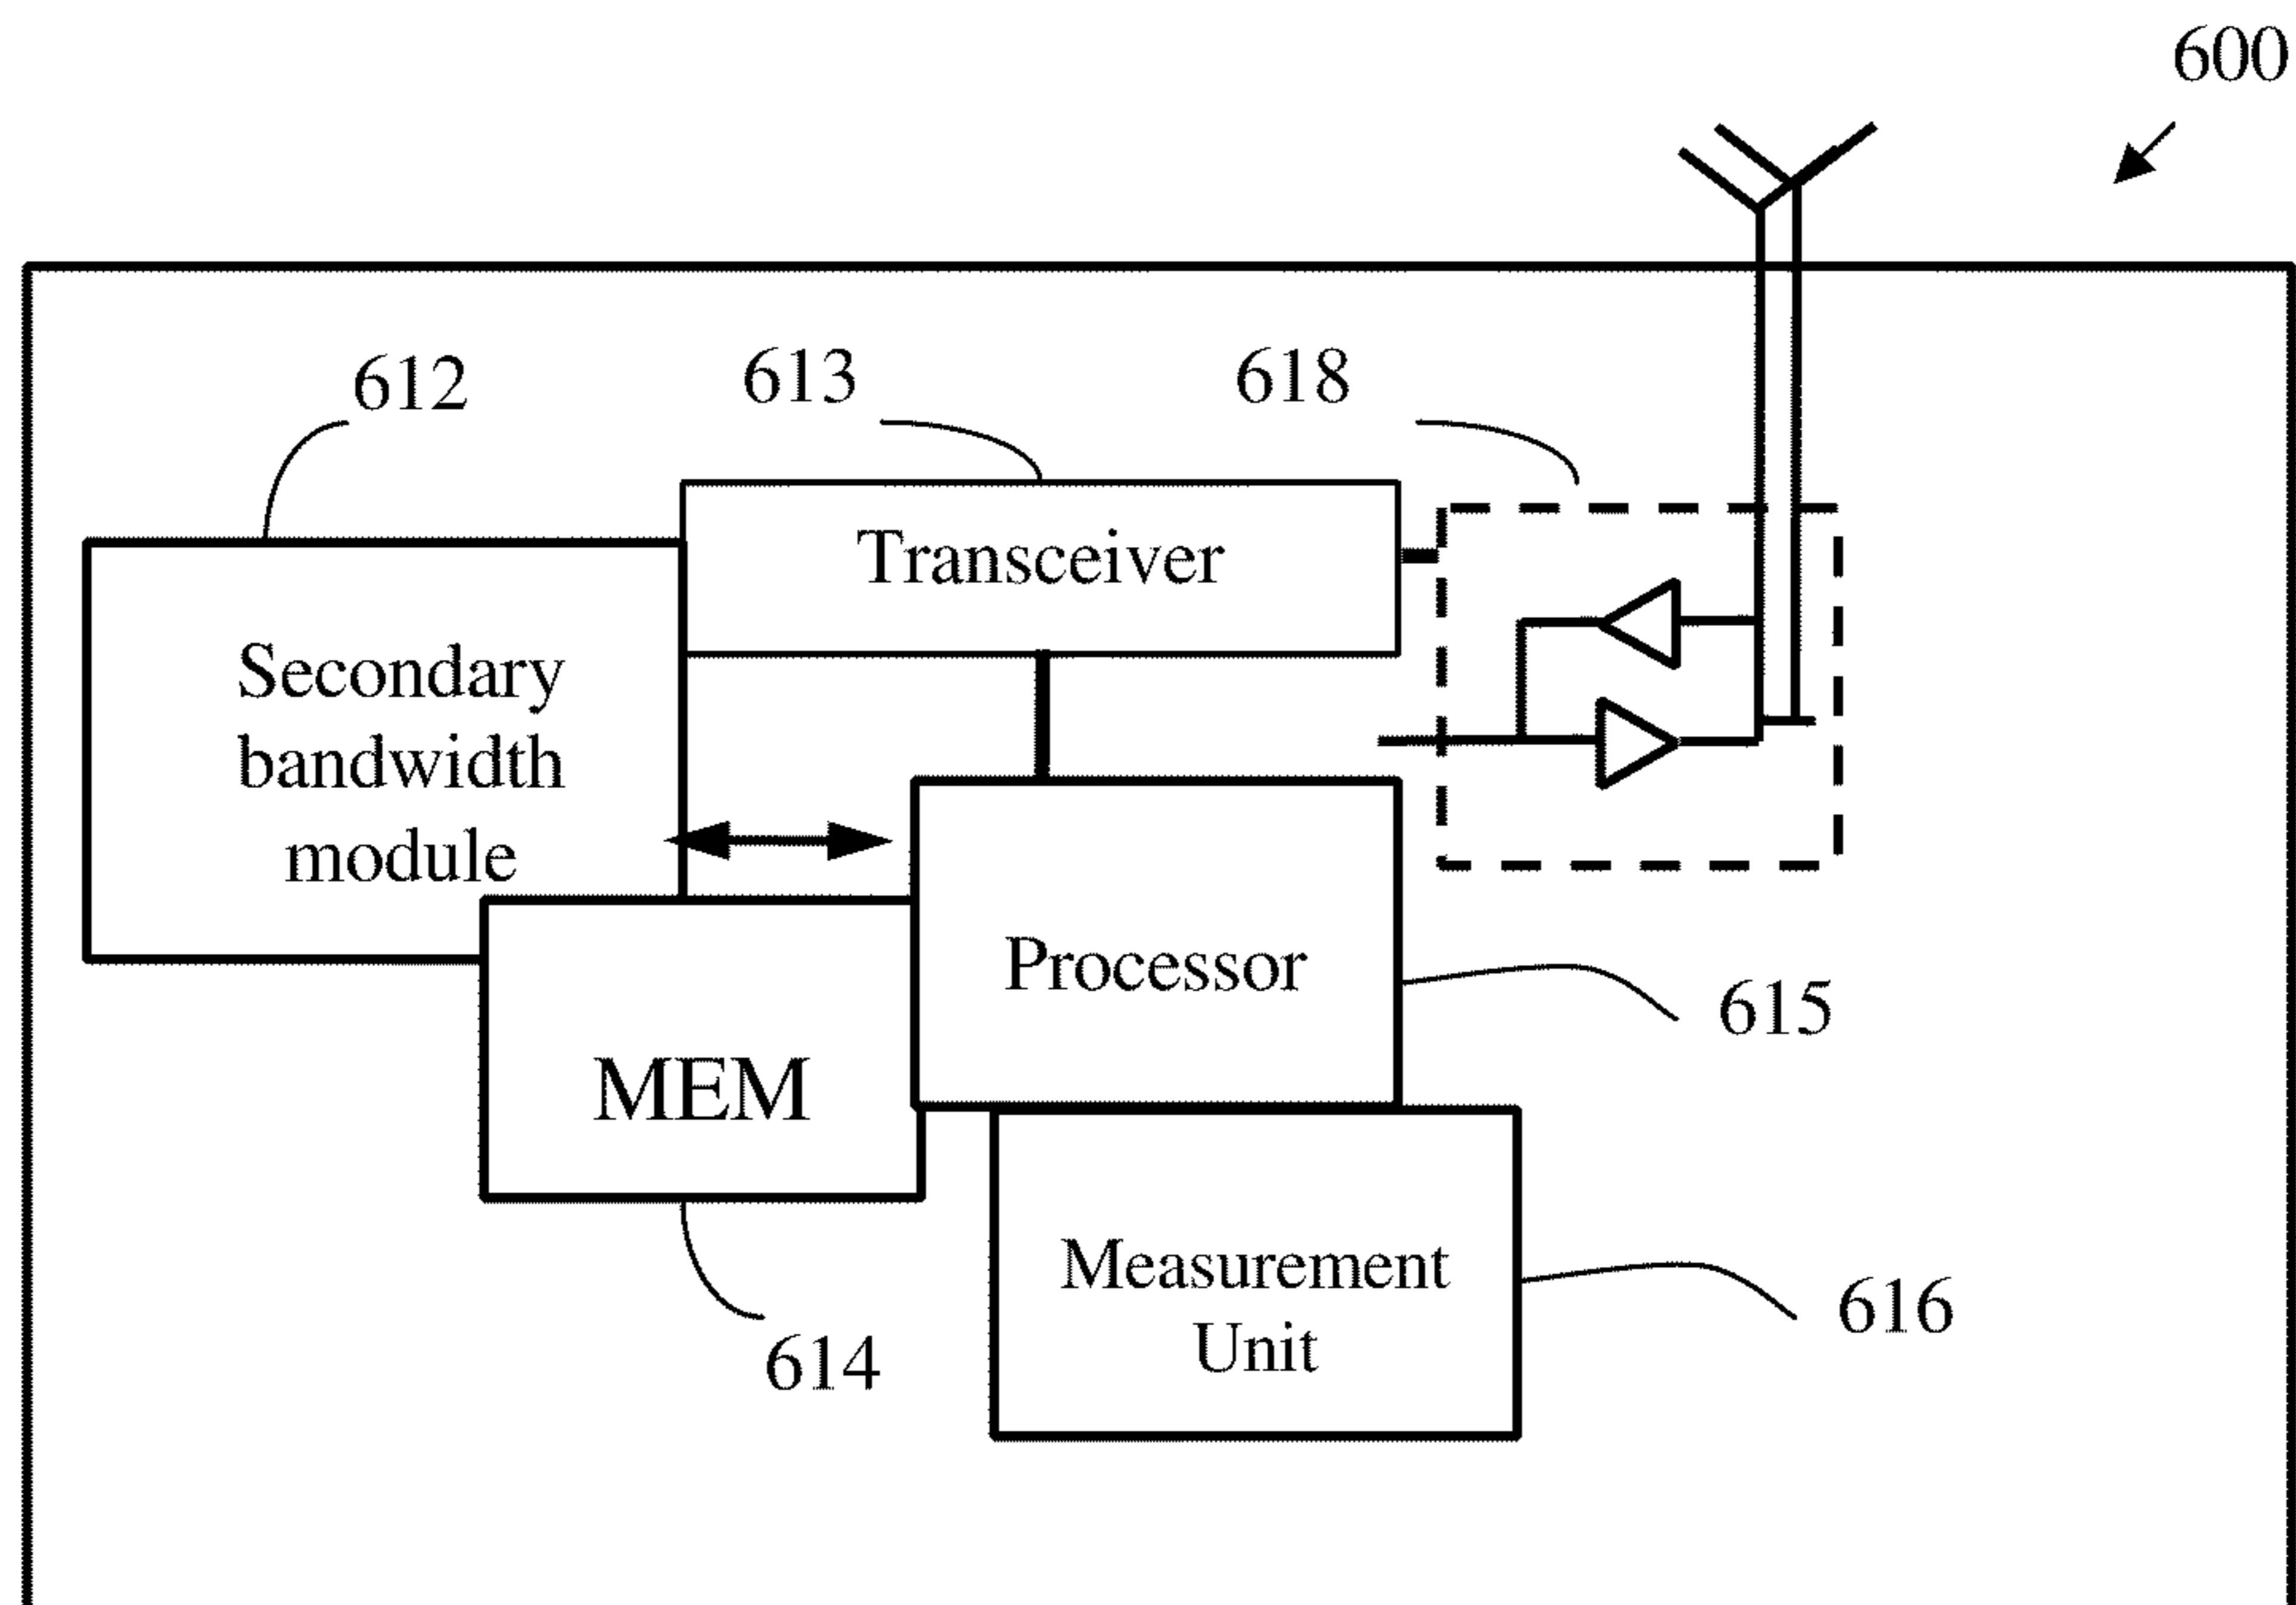 600
612
613
618
Transceiver
Secondary
bandwidth
module
Processor
615
MEM
Measurement
Unit
616
614